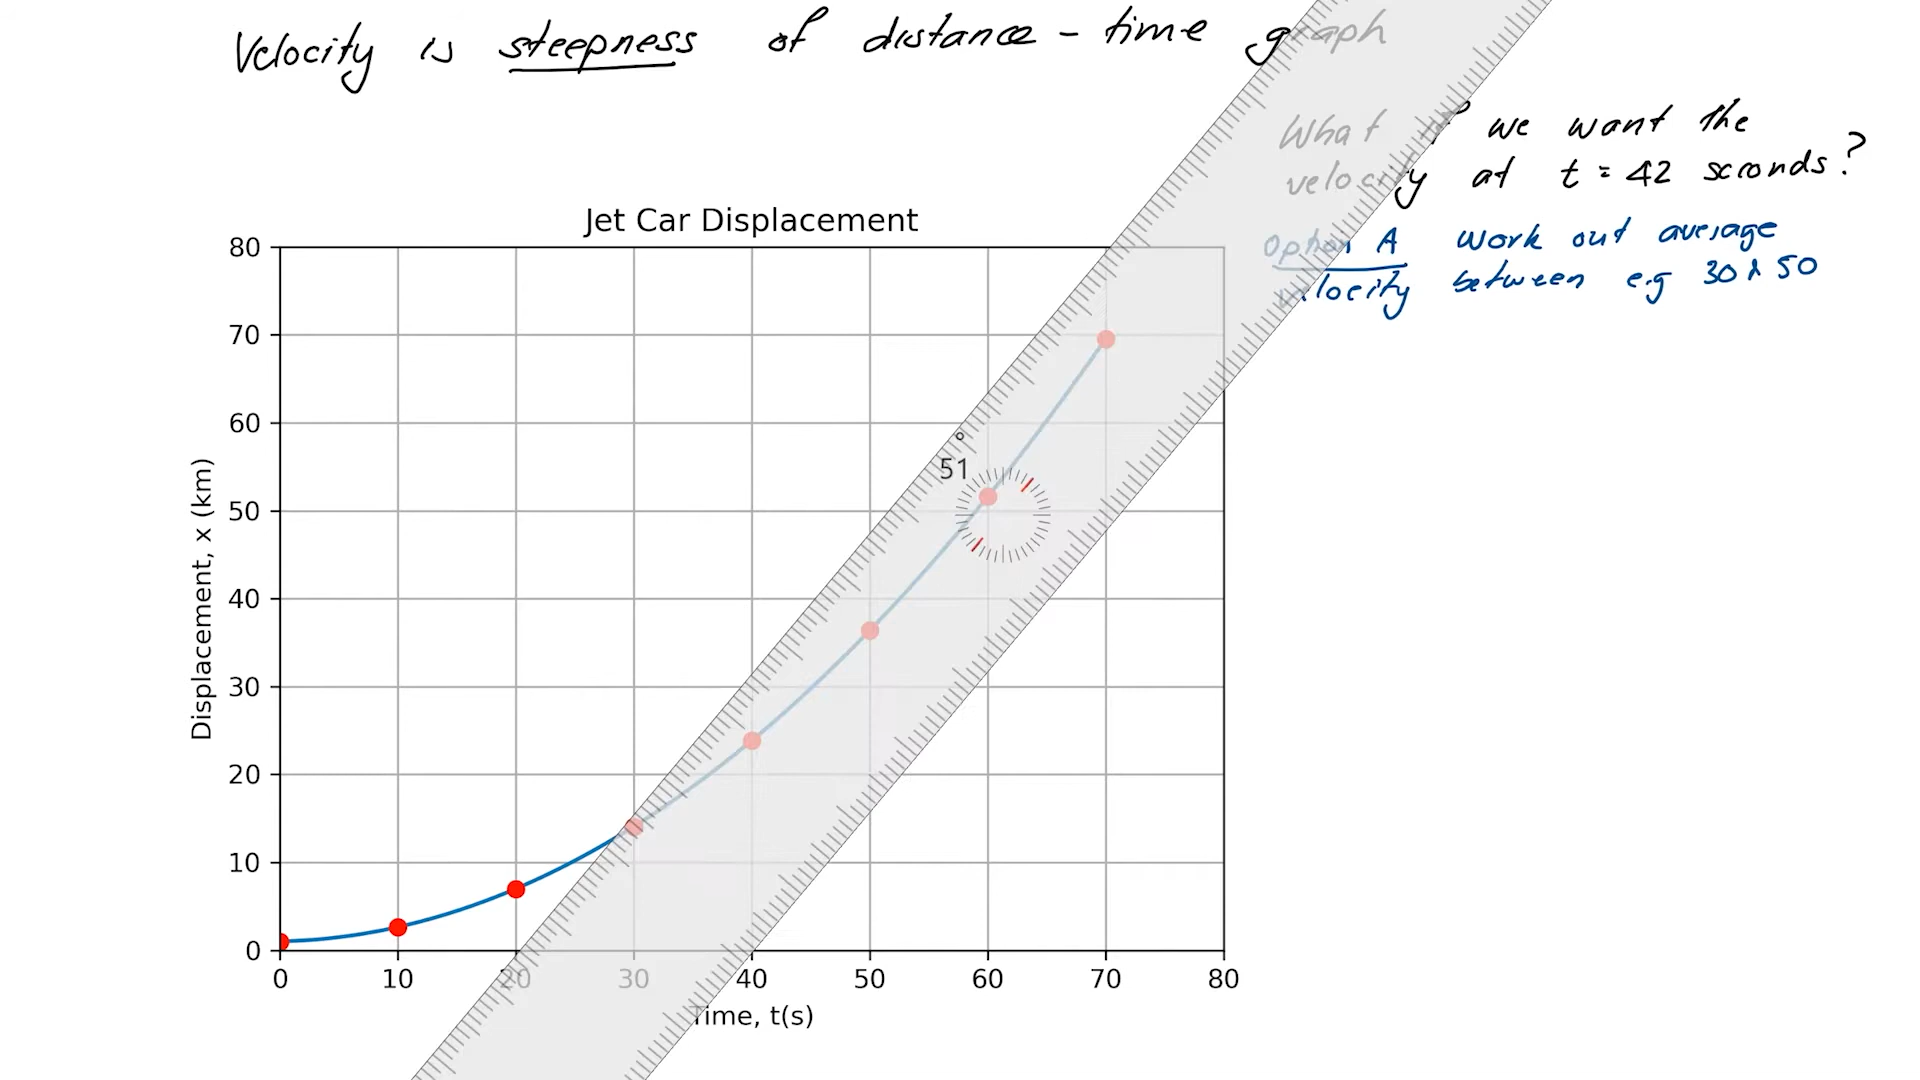 Velocity is steepness of distance - time graph
What if we want the
velocity at t = 42 seconds?
Option A Work out average
velocity between e.g 30 & 50
Jet Car Displacement
80
70
60
50
40
30
20
10
0
Displacement, x (km)
51°
0 10 20 30 40 50 60 70 80
Time, t(s)